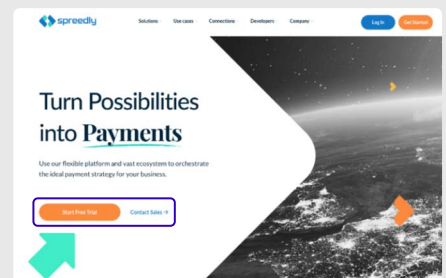 spreedly
Solutions Use cases Connections Developers Company Log In Get Started
Turn Possibilities
into Payments
Use our flexible platform and vast ecosystem to orchestrate
the ideal payment strategy for your business.
Start Free Trial Contact Sales →